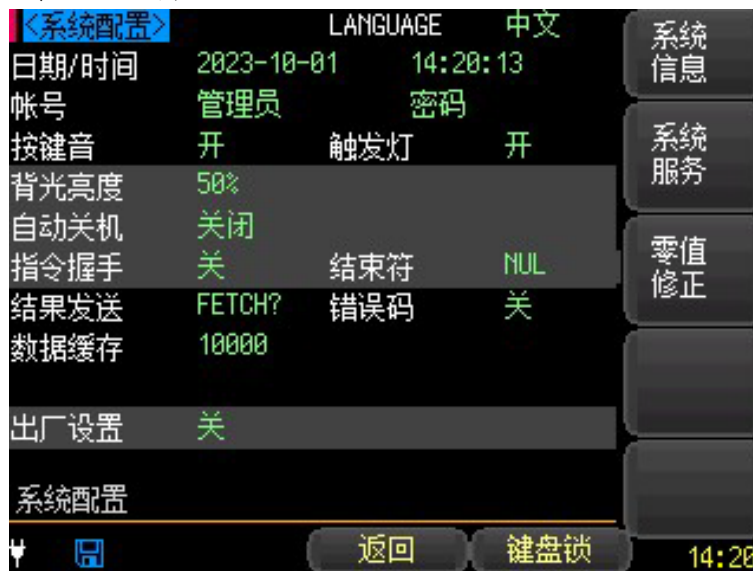 <系统配置> LANGUAGE 中文
日期/时间 2023-10-01 14:20:13
帐号 管理员 密码
按键音 开 触发灯 开
背光亮度 50%
自动关机 关闭
指令握手 关 结束符 NUL
结果发送 FETCH? 错误码 关
数据缓存 10000
出厂设置 关
系统配置
系统
信息
系统
服务
零值
修正
返回 键盘锁 14:20